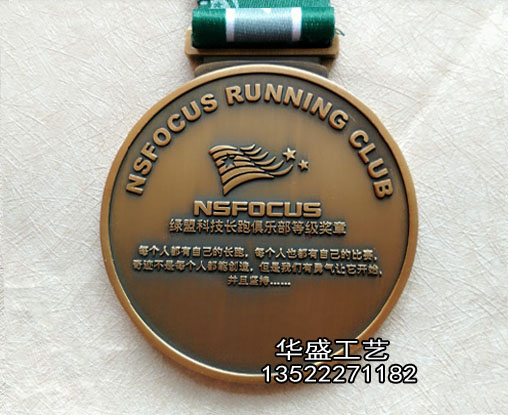 NSFOCUS RUNNING CLUB
NSFOCUS
绿盟科技长跑俱乐部等级奖章
每个人都有自己的长跑，每个人也都有自己的比赛，
奇迹不是每个人都能创造，但是我们有勇气让它开始，
并且坚持……
华盛工艺
13522271182